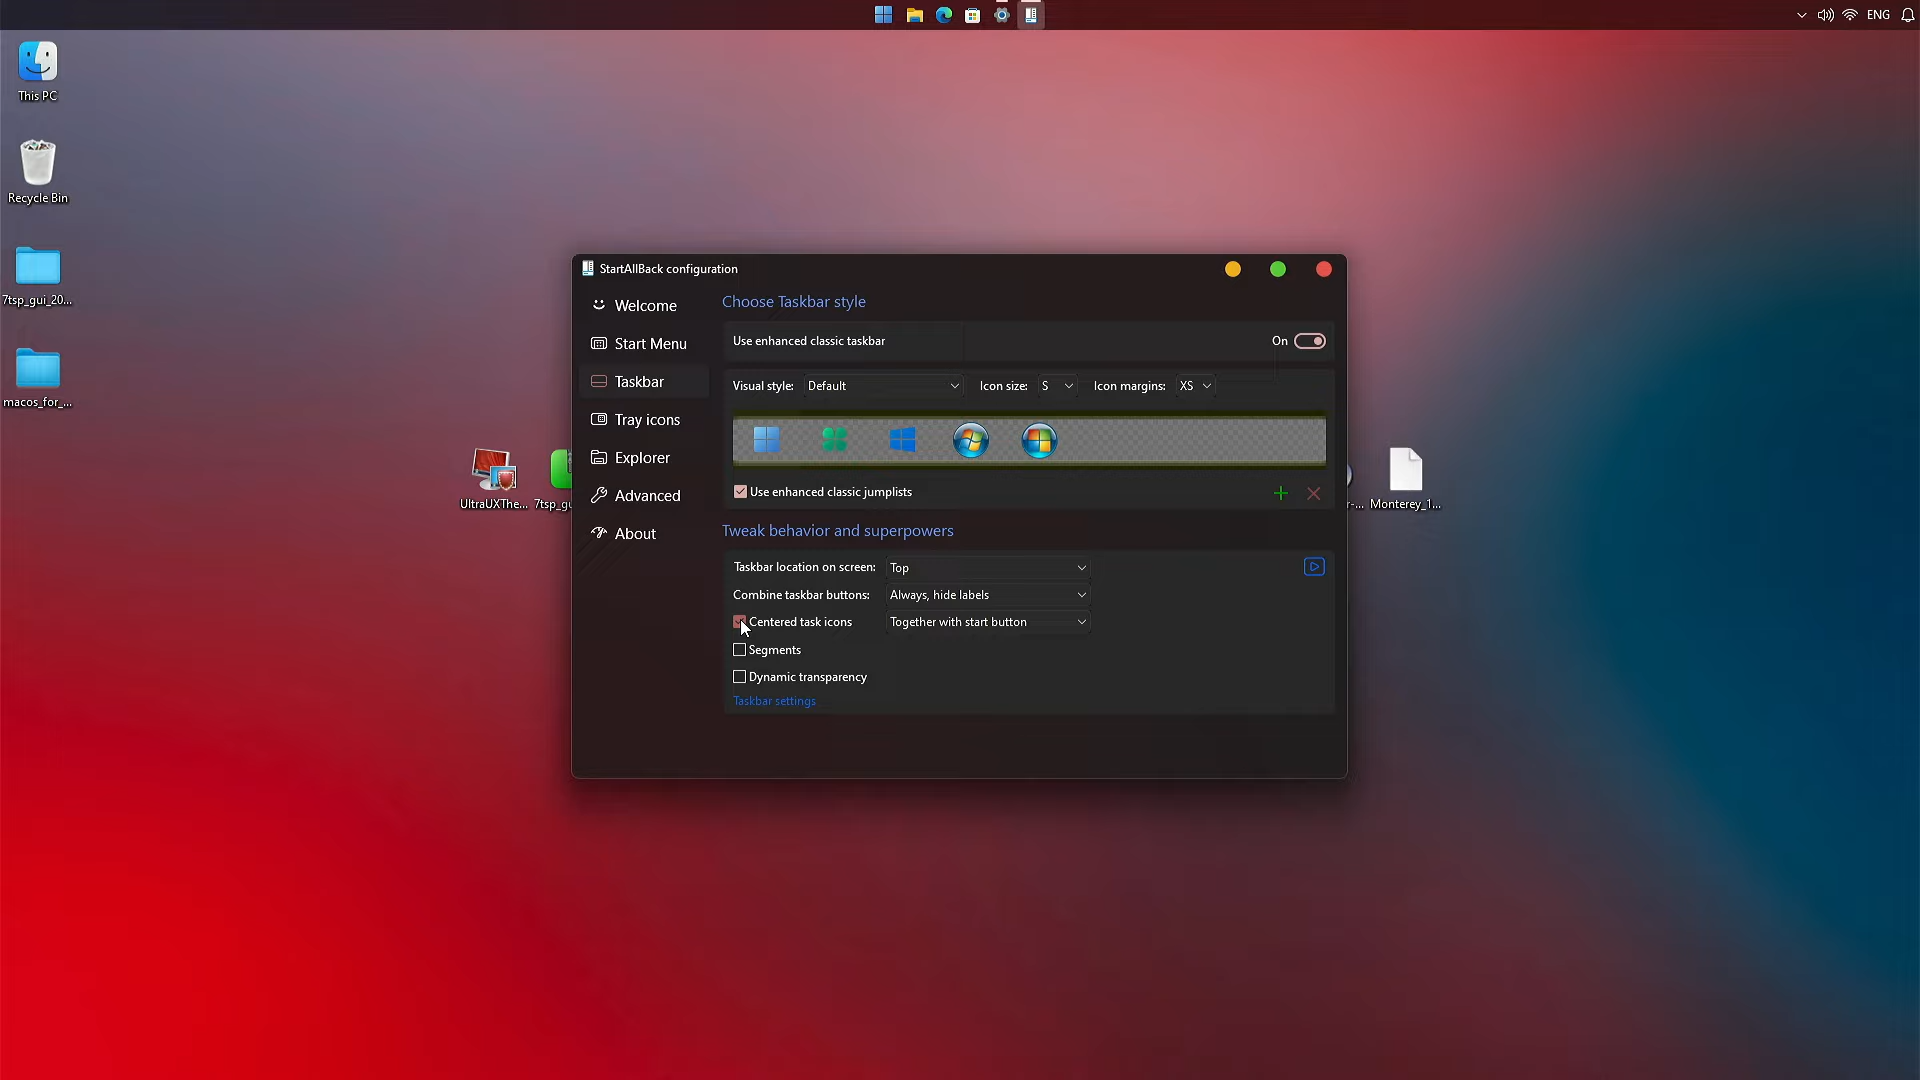 ENG
This PC
Recycle Bin
7tsp_gui_20...
macos_for_...
UltraUXThe...
7tsp_gu
r-...
Monterey_1...
StartAllBack configuration
Welcome
Start Menu
Taskbar
Tray icons
Explorer
Advanced
About
Choose Taskbar style
Use enhanced classic taskbar
On
Visual style: Default
Icon size: S
Icon margins: XS
Use enhanced classic jumplists
Tweak behavior and superpowers
Taskbar location on screen: Top
Combine taskbar buttons: Always, hide labels
Centered task icons Together with start button
Segments
Dynamic transparency
Taskbar settings